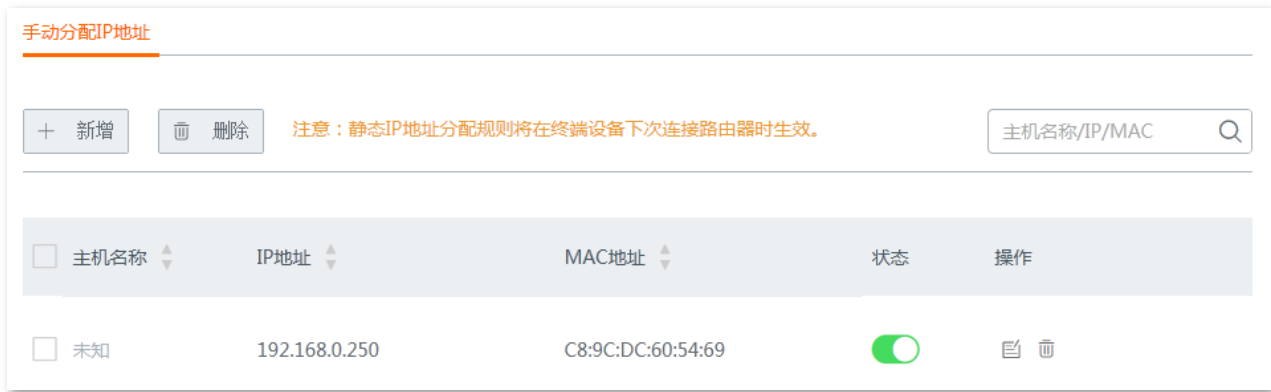 手动分配IP地址
新增 删除 注意：静态IP地址分配规则将在终端设备下次连接路由器时生效。 主机名称/IP/MAC
主机名称 IP地址 MAC地址 状态 操作
未知 192.168.0.250 C8:9C:DC:60:54:69